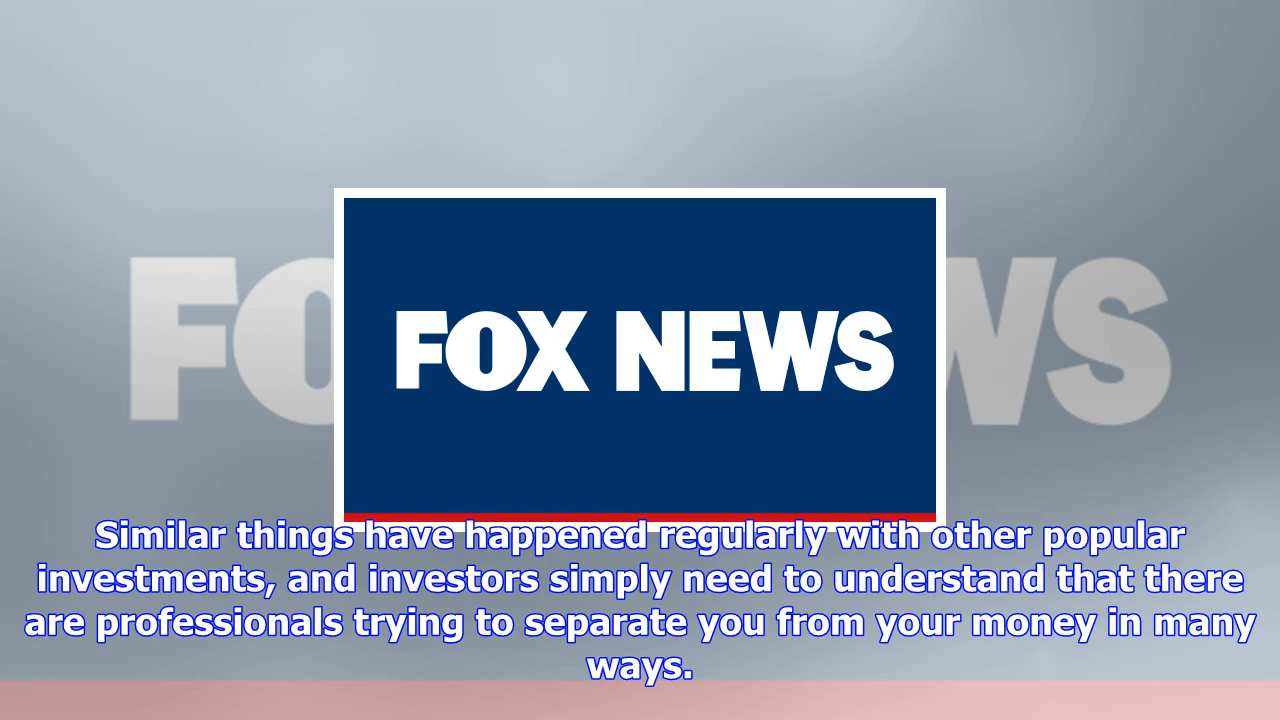 FOX NEWS
Similar things have happened regularly with other popular
investments, and investors simply need to understand that there
are professionals trying to separate you from your money in many
ways.